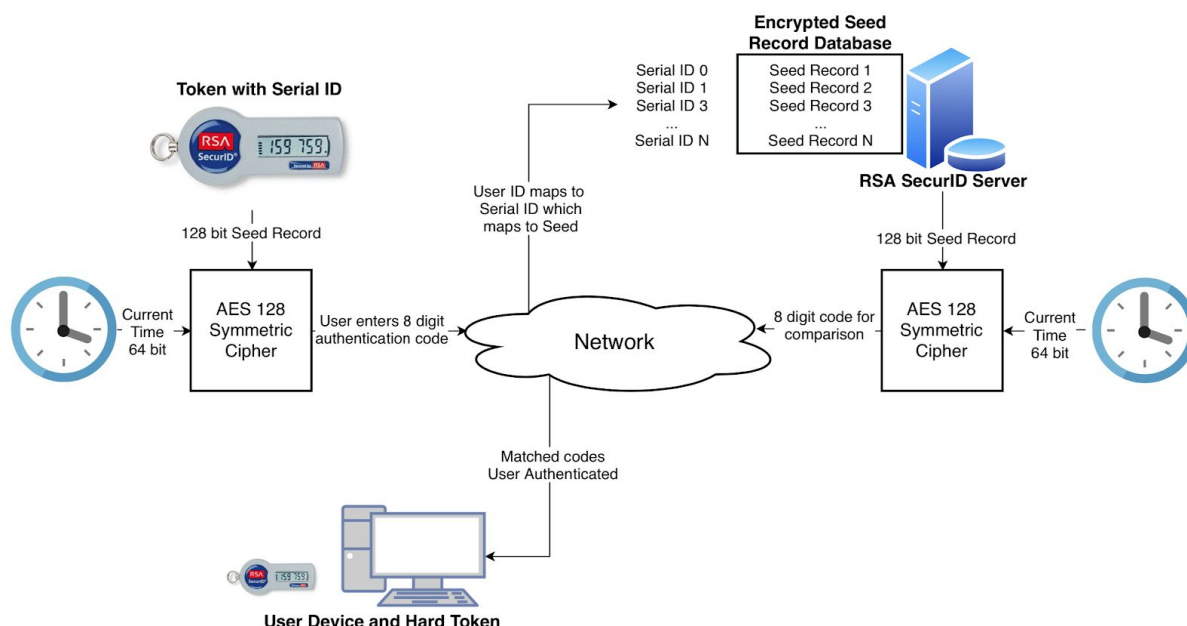 Encrypted Seed
Record Database
Serial ID 0
Serial ID 1
Serial ID 3
...
Serial ID N
Seed Record 1
Seed Record 2
Seed Record 3
...
Seed Record N
RSA SecurID Server
Token with Serial ID
RSA
SecurID®
159 759
RSA
User ID maps to
Serial ID which
maps to Seed
128 bit Seed Record
128 bit Seed Record
Current
Time
64 bit
AES 128
Symmetric
Cipher
User enters 8 digit
authentication code
Network
8 digit code for
comparison
AES 128
Symmetric
Cipher
Current
Time
64 bit
Matched codes
User Authenticated
RSA
SecurID®
159 759
User Device and Hard Token